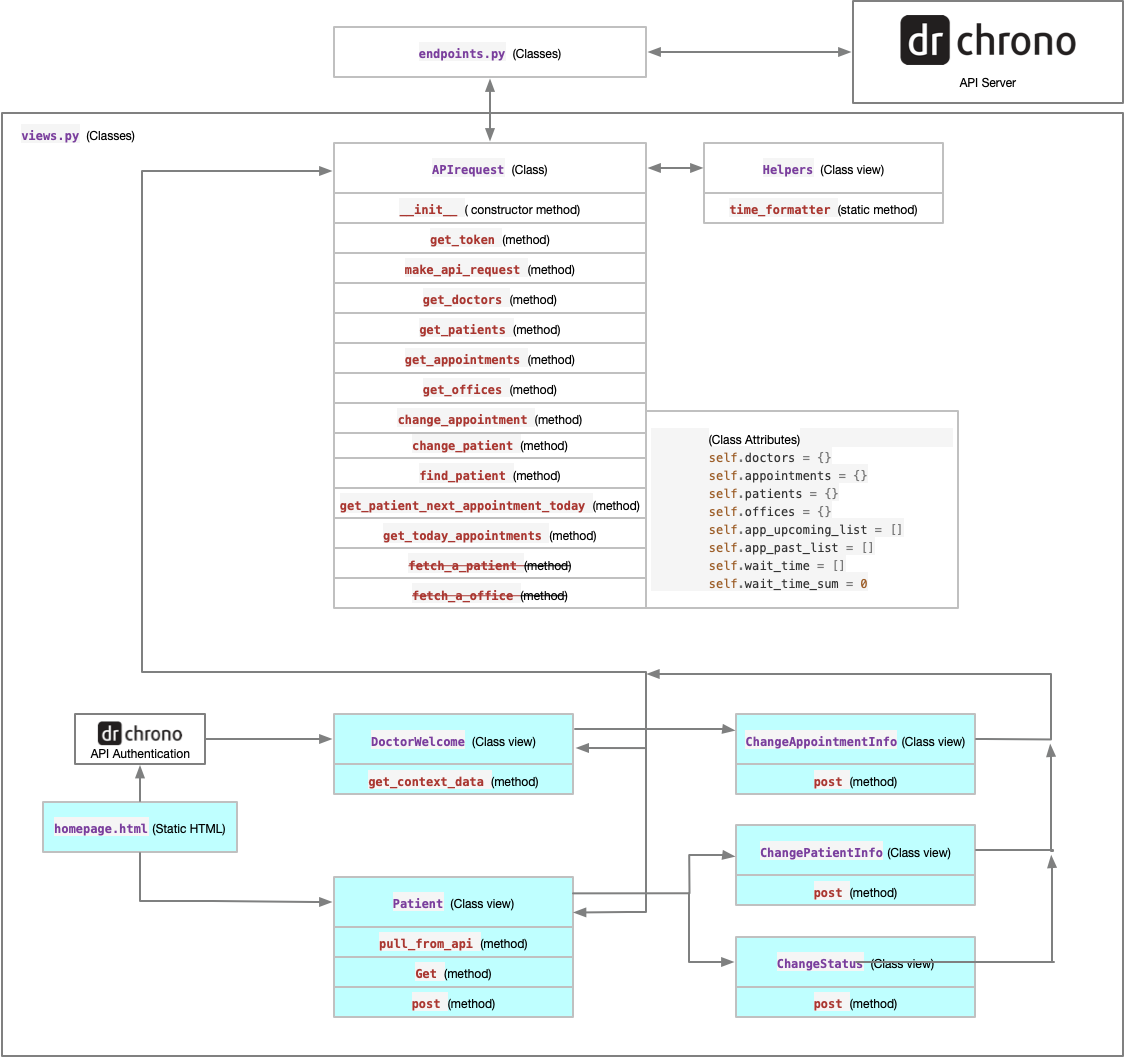 dr chrono
API Server
endpoints.py (Classes)
views.py (Classes)
APIrequest (Class)
__init__ ( constructor method)
get_token (method)
make_api_request (method)
get_doctors (method)
get_patients (method)
get_appointments (method)
get_offices (method)
change_appointment (method)
change_patient (method)
find_patient (method)
get_patient_next_appointment_today (method)
get_today_appointments (method)
fetch_a_patient (method)
fetch_a_office (method)
Helpers (Class view)
time_formatter (static method)
(Class Attributes)
self.doctors = {}
self.appointments = {}
self.patients = {}
self.offices = {}
self.app_upcoming_list = []
self.app_past_list = []
self.wait_time = []
self.wait_time_sum = 0
dr chrono
API Authentication
homepage.html (Static HTML)
DoctorWelcome (Class view)
get_context_data (method)
Patient (Class view)
pull_from_api (method)
Get (method)
post (method)
ChangeAppointmentInfo (Class view)
post (method)
ChangePatientInfo (Class view)
post (method)
ChangeStatus (Class view)
post (method)